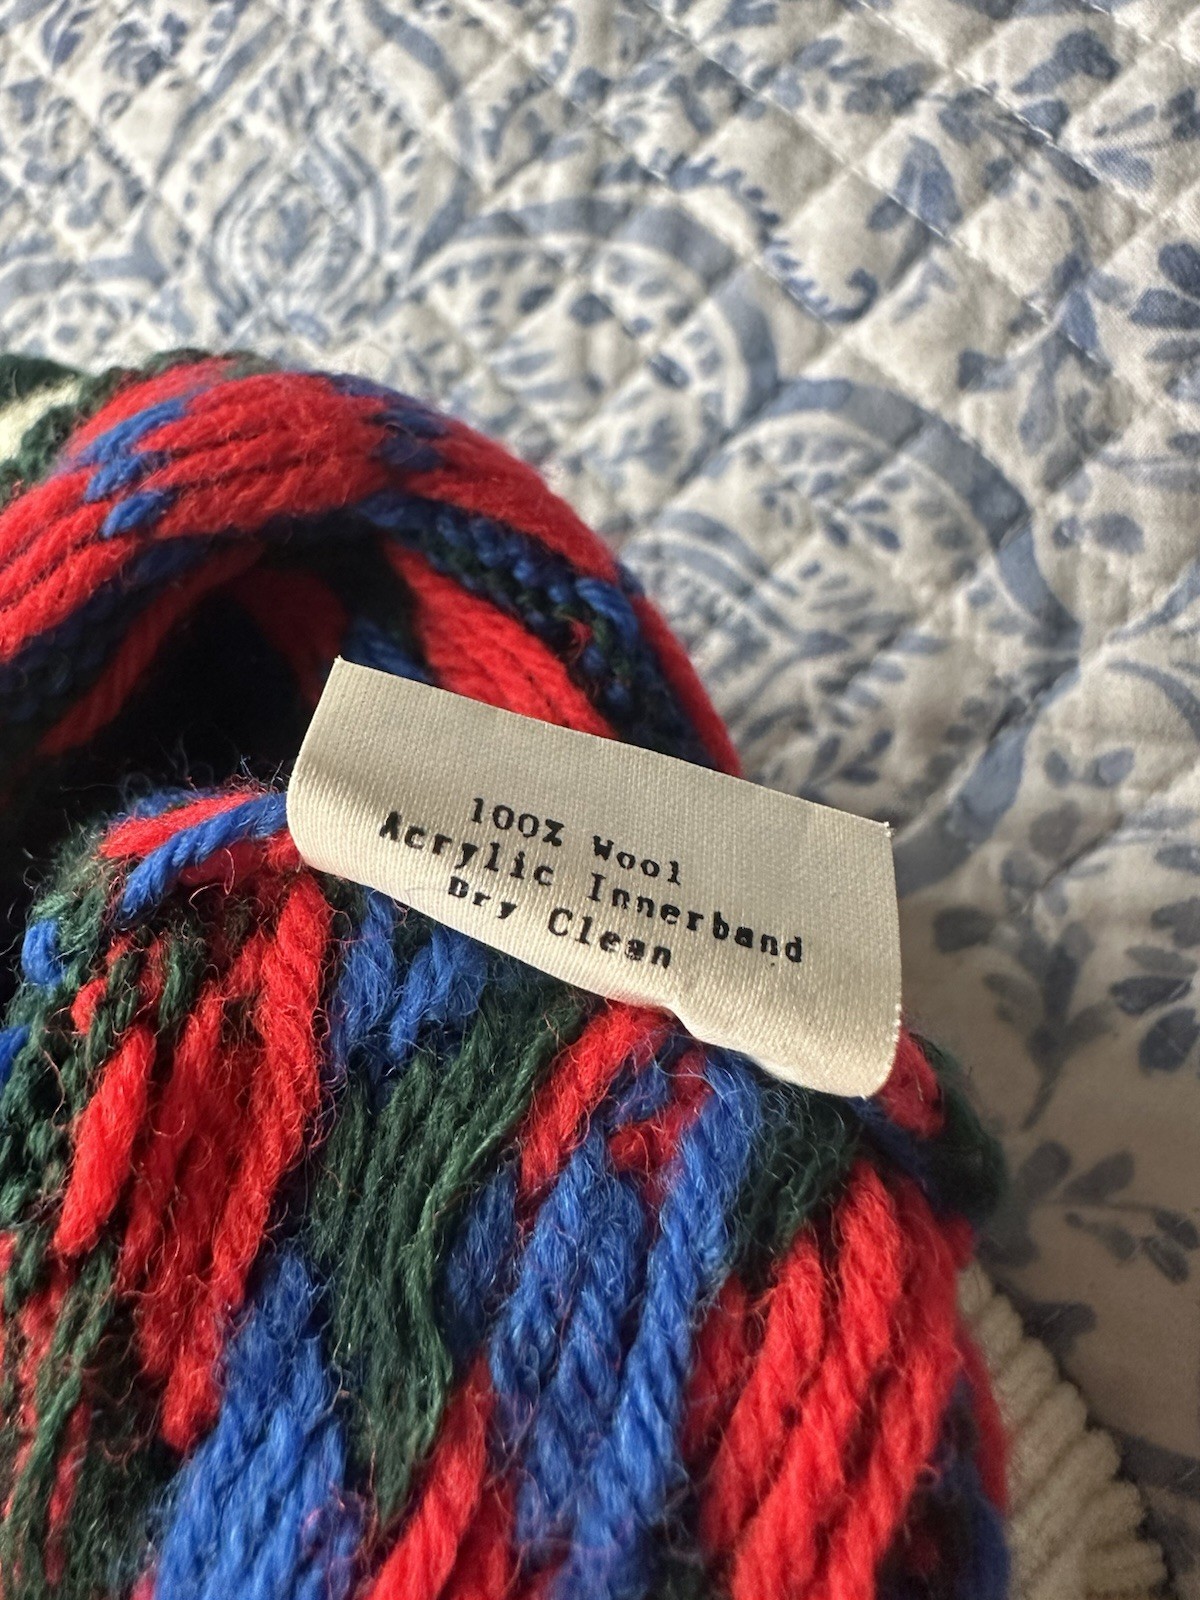 100% Wool
Acrylic Innerband
Dry Clean